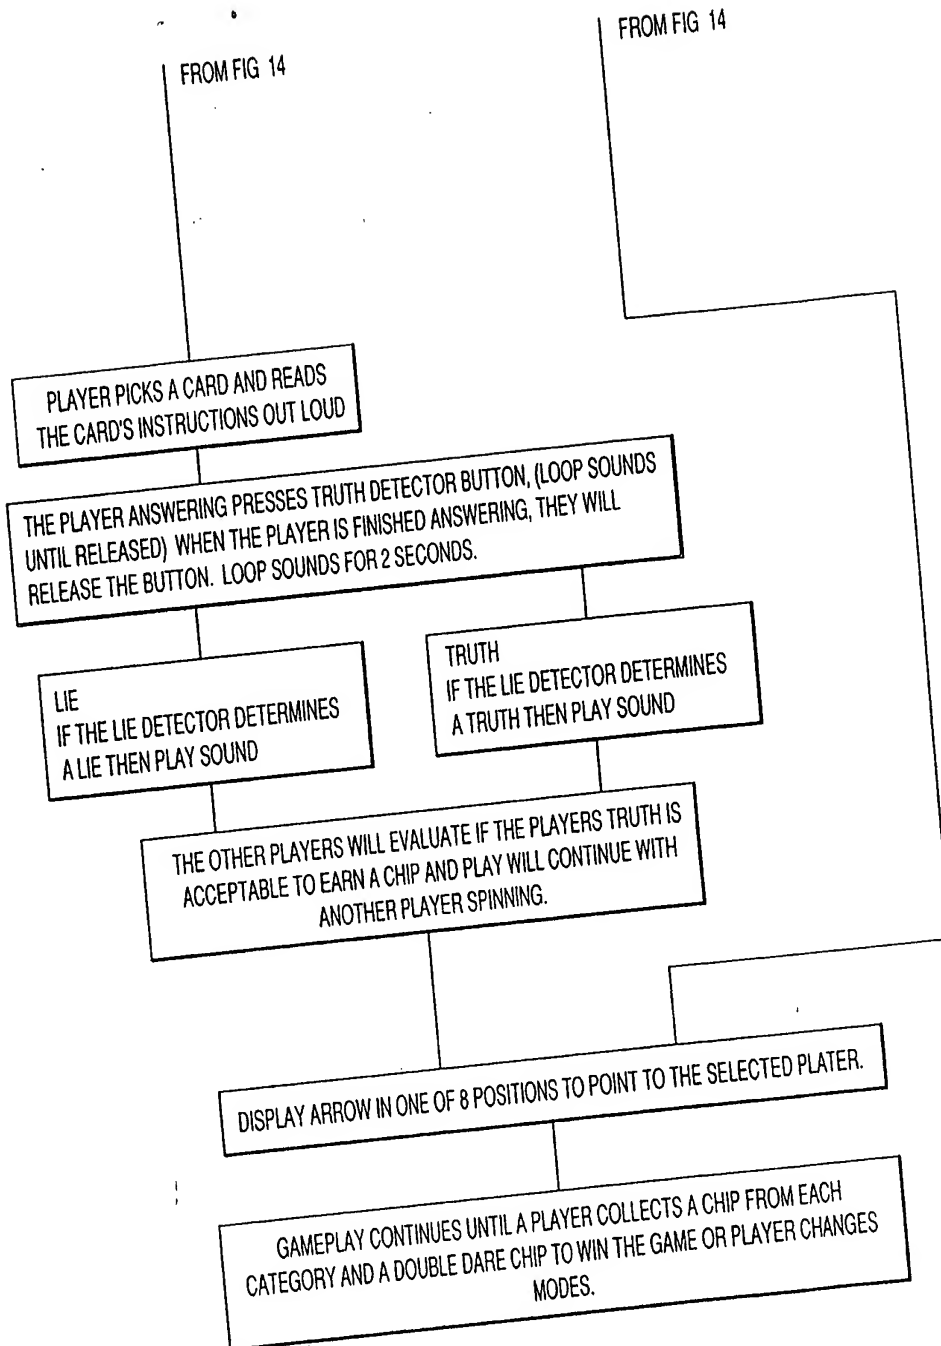 FROM FIG 14
FROM FIG 14
PLAYER PICKS A CARD AND READS
THE CARD'S INSTRUCTIONS OUT LOUD
THE PLAYER ANSWERING PRESSES TRUTH DETECTOR BUTTON, (LOOP SOUNDS
UNTIL RELEASED) WHEN THE PLAYER IS FINISHED ANSWERING, THEY WILL
RELEASE THE BUTTON. LOOP SOUNDS FOR 2 SECONDS.
LIE
IF THE LIE DETECTOR DETERMINES
A LIE THEN PLAY SOUND
TRUTH
IF THE LIE DETECTOR DETERMINES
A TRUTH THEN PLAY SOUND
THE OTHER PLAYERS WILL EVALUATE IF THE PLAYERS TRUTH IS
ACCEPTABLE TO EARN A CHIP AND PLAY WILL CONTINUE WITH
ANOTHER PLAYER SPINNING.
DISPLAY ARROW IN ONE OF 8 POSITIONS TO POINT TO THE SELECTED PLATER.
GAMEPLAY CONTINUES UNTIL A PLAYER COLLECTS A CHIP FROM EACH
CATEGORY AND A DOUBLE DARE CHIP TO WIN THE GAME OR PLAYER CHANGES
MODES.